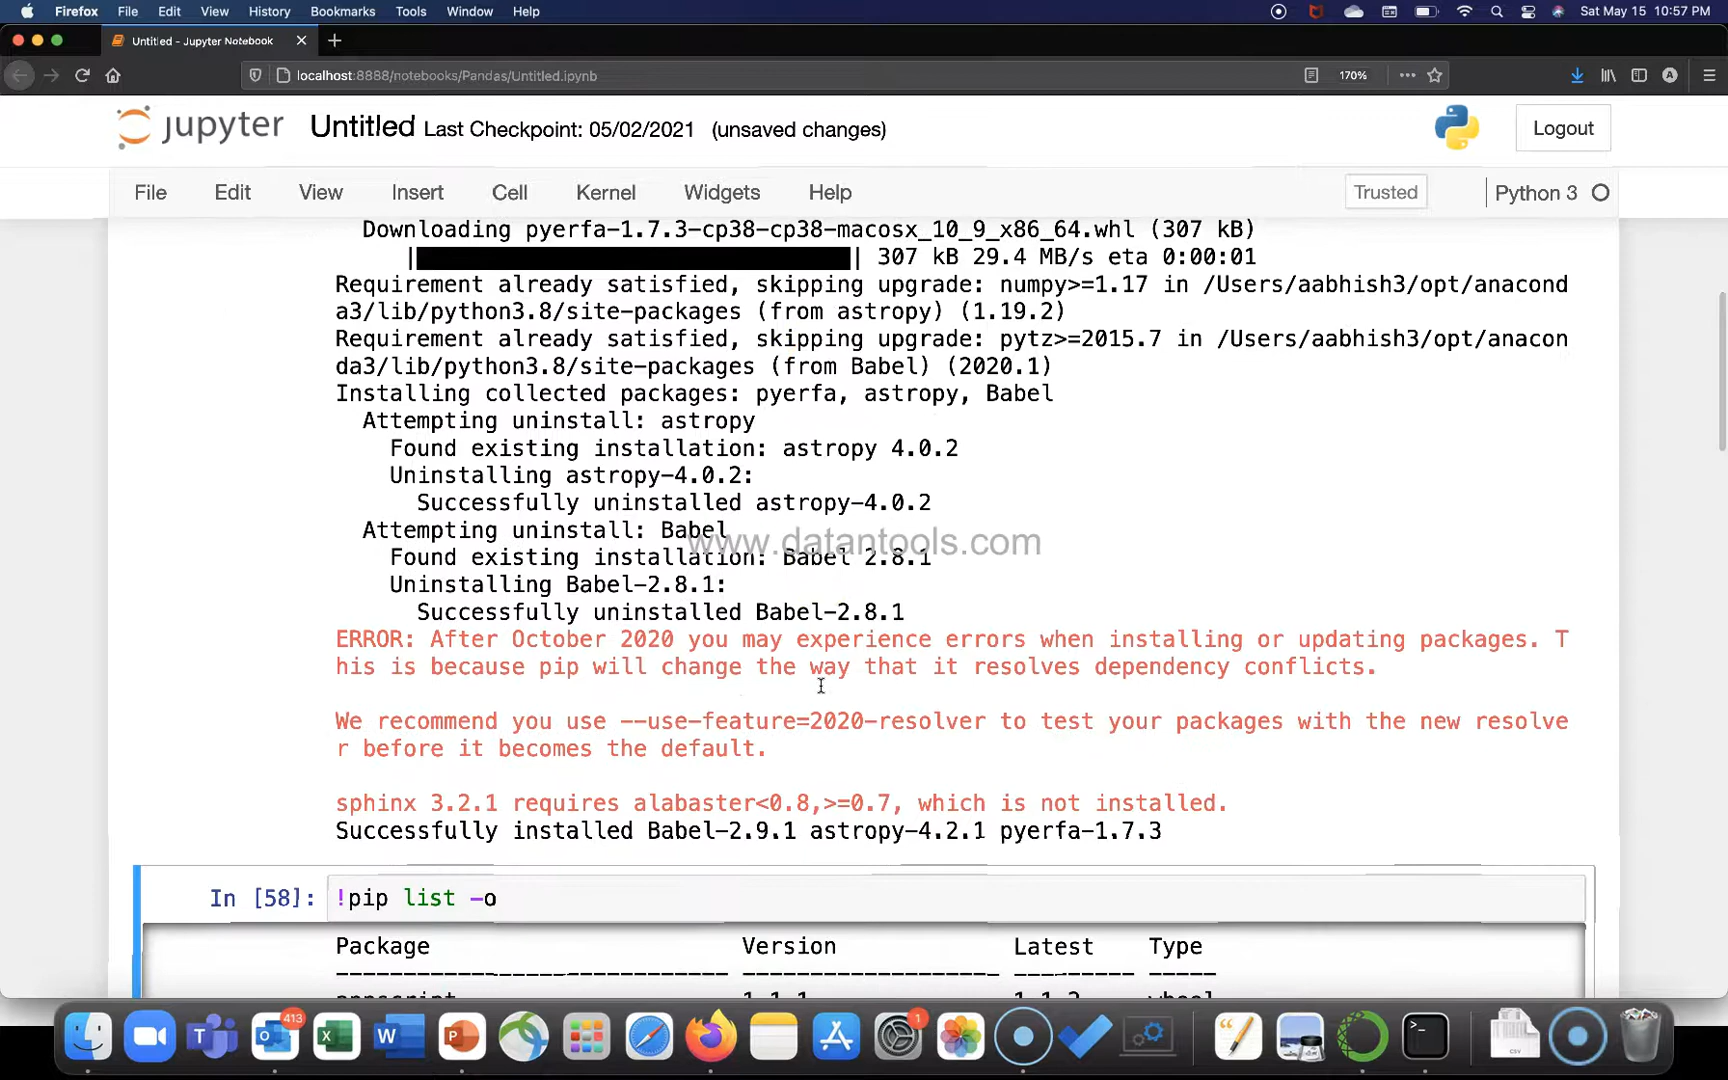 Firefox File Edit View History Bookmarks Tools Window Help Sat May 15 10:57 PM
Untitled - Jupyter Notebook
localhost:8888/notebooks/Pandas/Untitled.ipynb 170%
jupyter Untitled Last Checkpoint: 05/02/2021 (unsaved changes) Logout
File Edit View Insert Cell Kernel Widgets Help Trusted Python 3
Downloading pyerfa-1.7.3-cp38-cp38-macosx_10_9_x86_64.whl (307 kB)
| | 307 kB 29.4 MB/s eta 0:00:01
Requirement already satisfied, skipping upgrade: numpy>=1.17 in /Users/aabhish3/opt/anacond
a3/lib/python3.8/site-packages (from astropy) (1.19.2)
Requirement already satisfied, skipping upgrade: pytz>=2015.7 in /Users/aabhish3/opt/anacon
da3/lib/python3.8/site-packages (from Babel) (2020.1)
Installing collected packages: pyerfa, astropy, Babel
Attempting uninstall: astropy
Found existing installation: astropy 4.0.2
Uninstalling astropy-4.0.2:
Successfully uninstalled astropy-4.0.2
Attempting uninstall: Babel
www.datantools.com
Found existing installation: Babel 2.8.1
Uninstalling Babel-2.8.1:
Successfully uninstalled Babel-2.8.1
ERROR: After October 2020 you may experience errors when installing or updating packages. T
his is because pip will change the way that it resolves dependency conflicts.
We recommend you use --use-feature=2020-resolver to test your packages with the new resolve
r before it becomes the default.
sphinx 3.2.1 requires alabaster<0.8,>=0.7, which is not installed.
Successfully installed Babel-2.9.1 astropy-4.2.1 pyerfa-1.7.3
In [58]: !pip list -o
Package Version Latest Type
---------------------------- ------------------- --------- -----
appscript 1.1.1 1.1.2 wheel
413
1
CSV